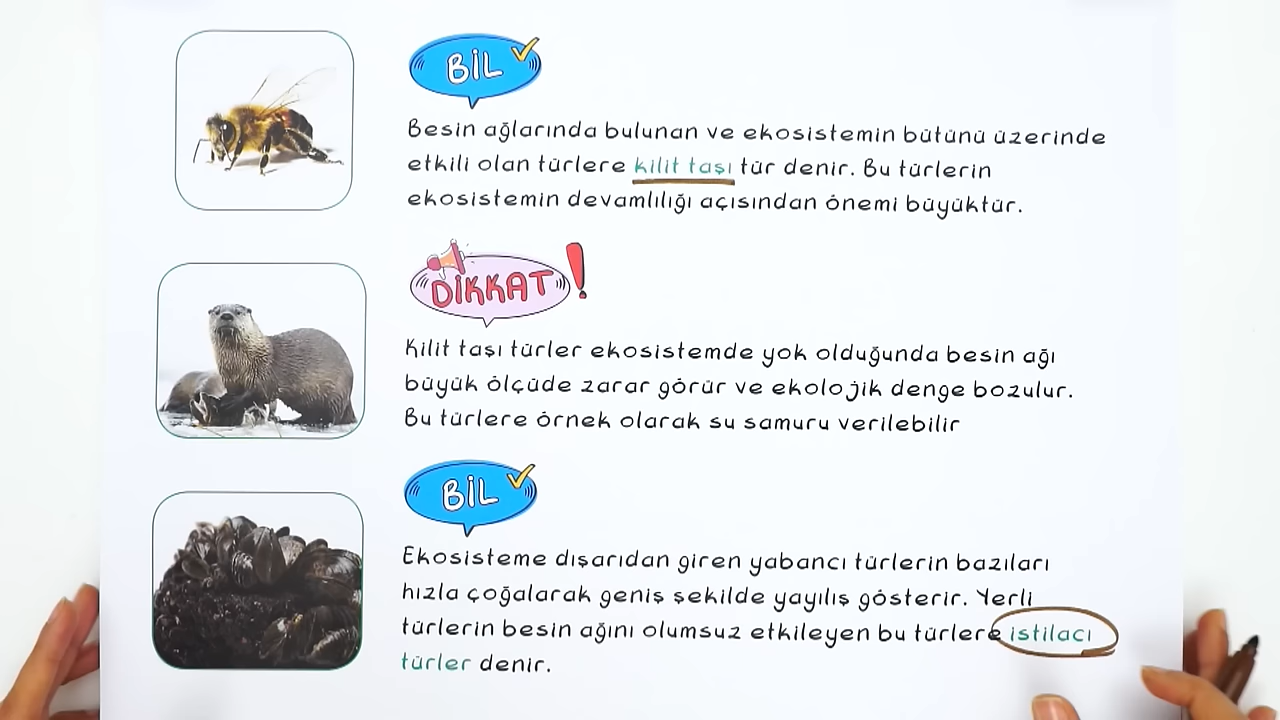 BİL
Besin ağlarında bulunan ve ekosistemin bütünü üzerinde
etkili olan türlere kilit taşı tür denir. Bu türlerin
ekosistemin devamlılığı açısından önemi büyüktür.
DİKKAT!
Kilit taşı türler ekosistemde yok olduğunda besin ağı
büyük ölçüde zarar görür ve ekolojik denge bozulur.
Bu türlere örnek olarak su samuru verilebilir
BİL
Ekosisteme dışarıdan giren yabancı türlerin bazıları
hızla çoğalarak geniş şekilde yayılış gösterir. Yerli
türlerin besin ağını olumsuz etkileyen bu türlere istilacı
türler denir.